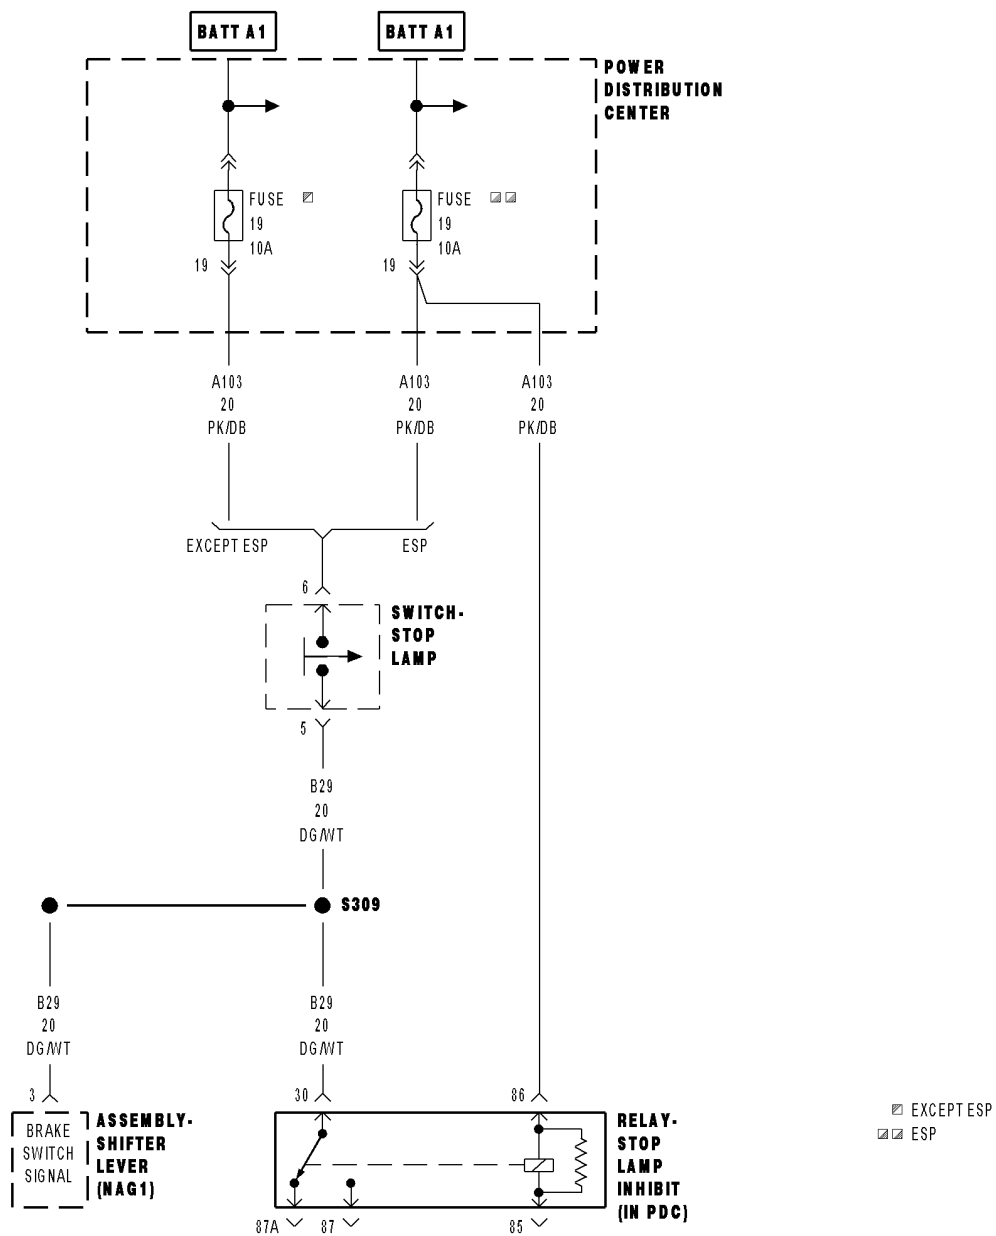 BATT A1
BATT A1
POWER
DISTRIBUTION
CENTER
FUSE
19
10A
19
FUSE
19
10A
19
A103
20
PK/DB
A103
20
PK/DB
A103
20
PK/DB
EXCEPT ESP
ESP
6
SWITCH-
STOP
LAMP
5
B29
20
DG/WT
S309
B29
20
DG/WT
B29
20
DG/WT
3
30
86
BRAKE
SWITCH
SIGNAL
ASSEMBLY-
SHIFTER
LEVER
(NAG1)
RELAY-
STOP
LAMP
INHIBIT
(IN PDC)
87A
87
85
EXCEPT ESP
ESP